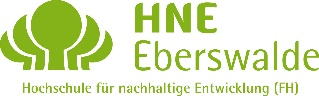 HNE
Eberswalde
Hochschule für nachhaltige Entwicklung (FH)